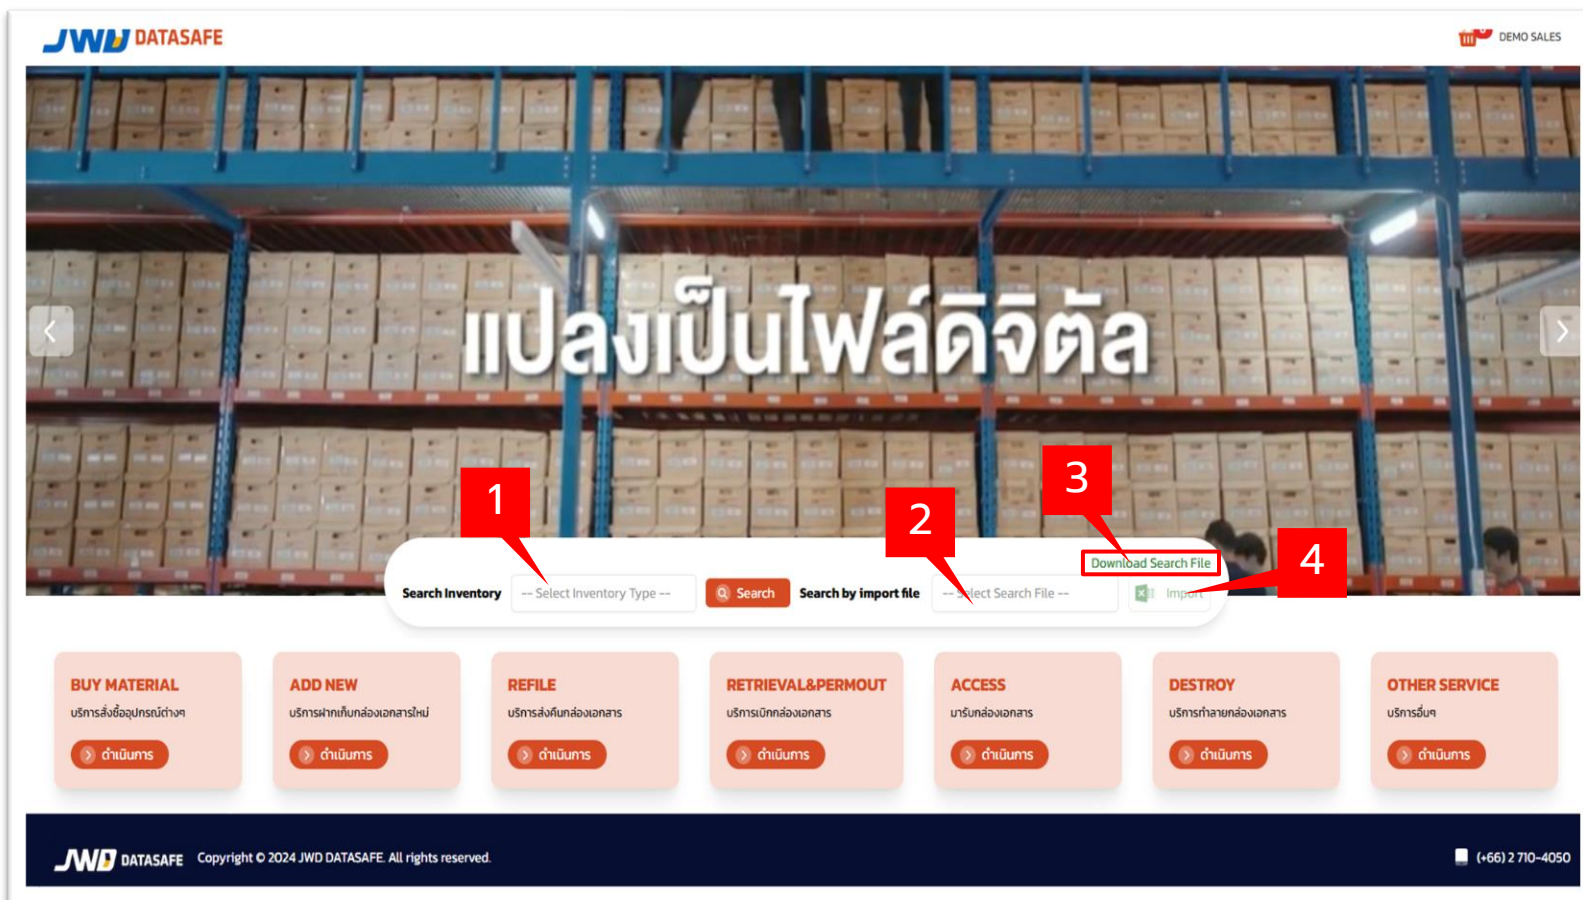 JWD DATASAFE
DEMO SALES
แปลงเป็นไฟล์ดิจิตัล
1
2
3
4
Download Search File
Search Inventory -- Select Inventory Type -- Search Search by import file -- Select Search File -- Import
BUY MATERIAL
บริการสั่งซื้ออุปกรณ์ต่างๆ
ดำเนินการ
ADD NEW
บริการฝากเก็บกล่องเอกสารใหม่
ดำเนินการ
REFILE
บริการส่งคืนกล่องเอกสาร
ดำเนินการ
RETRIEVAL&PERMOUT
บริการเบิกกล่องเอกสาร
ดำเนินการ
ACCESS
มารับกล่องเอกสาร
ดำเนินการ
DESTROY
บริการทำลายกล่องเอกสาร
ดำเนินการ
OTHER SERVICE
บริการอื่นๆ
ดำเนินการ
JWD DATASAFE Copyright © 2024 JWD DATASAFE. All rights reserved.
(+66) 2 710-4050